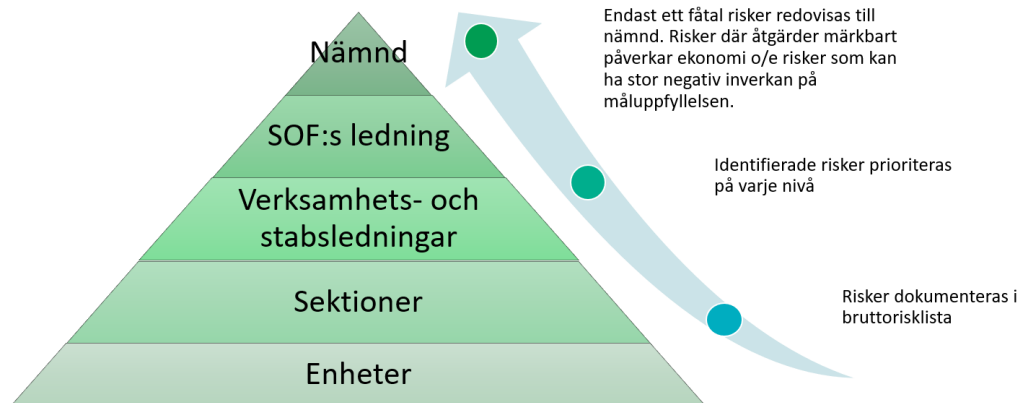 Nämnd
SOF:s ledning
Verksamhets- och
stabsledningar
Sektioner
Enheter
Endast ett fåtal risker redovisas till
nämnd. Risker där åtgärder märkbart
påverkar ekonomi o/e risker som kan
ha stor negativ inverkan på
måluppfyllelsen.
Identifierade risker prioriteras
på varje nivå
Risker dokumenteras i
bruttorisklista